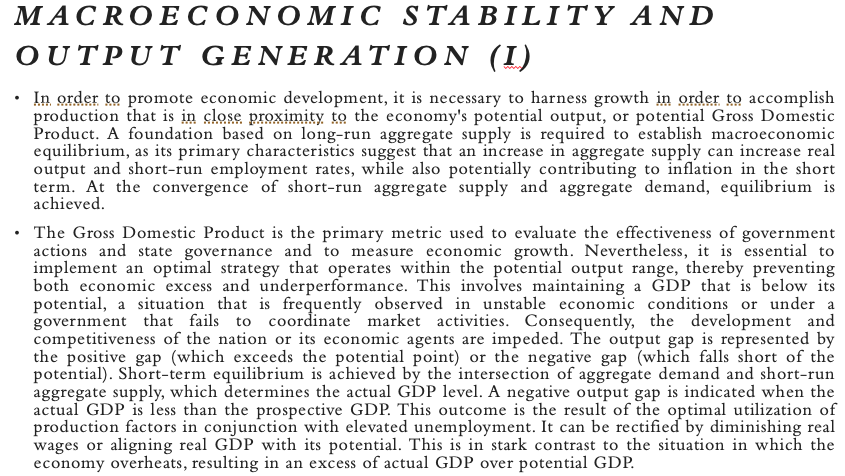 MACROECONOMIC STABILITY AND
OUTPUT GENERATION (I)
• In order to promote economic development, it is necessary to harness growth in order to accomplish
production that is in close proximity to the economy's potential output, or potential Gross Domestic
Product. A foundation based on long-run aggregate supply is required to establish macroeconomic
equilibrium, as its primary characteristics suggest that an increase in aggregate supply can increase real
output and short-run employment rates, while also potentially contributing to inflation in the short
term. At the convergence of short-run aggregate supply and aggregate demand, equilibrium is
achieved.
• The Gross Domestic Product is the primary metric used to evaluate the effectiveness of government
actions and state governance and to measure economic growth. Nevertheless, it is essential to
implement an optimal strategy that operates within the potential output range, thereby preventing
both economic excess and underperformance. This involves maintaining a GDP that is below its
potential, a situation that is frequently observed in unstable economic conditions or under a
government that fails to coordinate market activities. Consequently, the development and
competitiveness of the nation or its economic agents are impeded. The output gap is represented by
the positive gap (which exceeds the potential point) or the negative gap (which falls short of the
potential). Short-term equilibrium is achieved by the intersection of aggregate demand and short-run
aggregate supply, which determines the actual GDP level. A negative output gap is indicated when the
actual GDP is less than the prospective GDP. This outcome is the result of the optimal utilization of
production factors in conjunction with elevated unemployment. It can be rectified by diminishing real
wages or aligning real GDP with its potential. This is in stark contrast to the situation in which the
economy overheats, resulting in an excess of actual GDP over potential GDP.